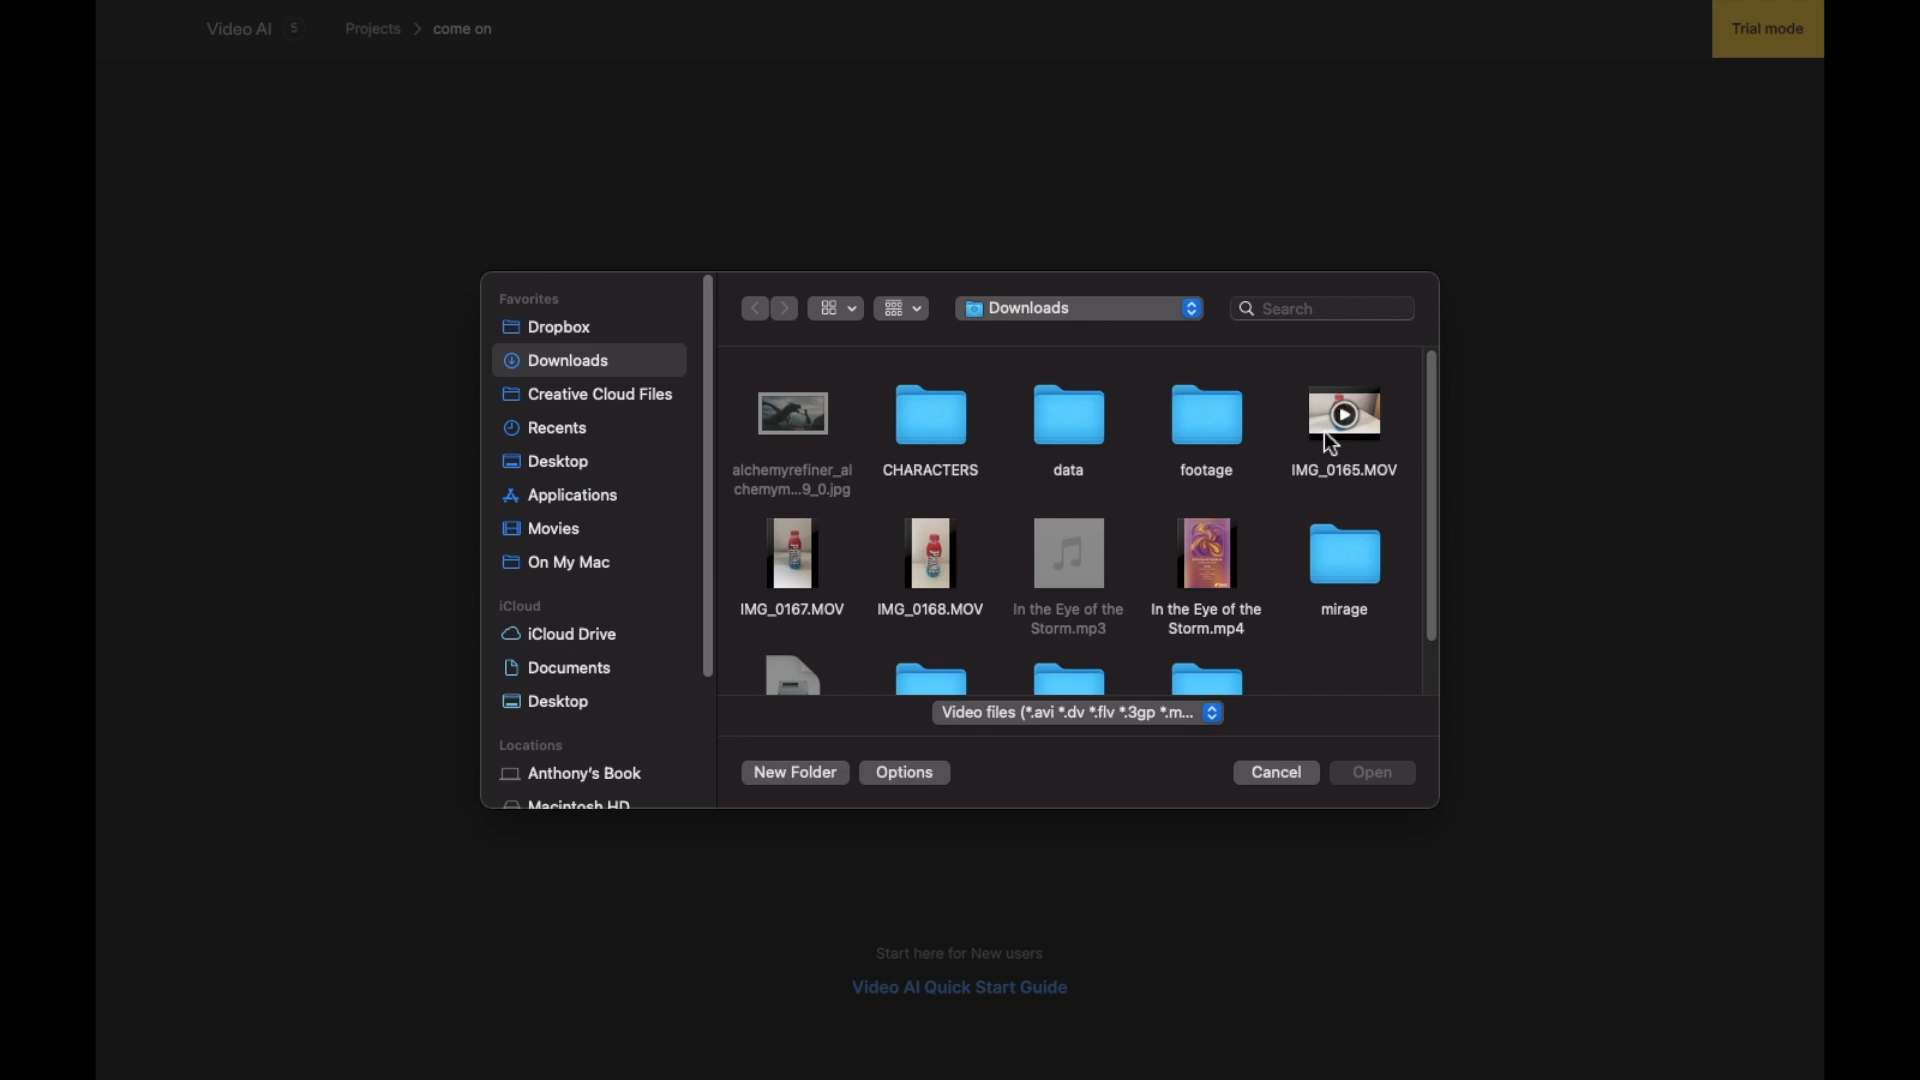 Video AI 5 Projects > come on
Trial mode
Favorites
Dropbox
Downloads
Creative Cloud Files
Recents
Desktop
Applications
Movies
On My Mac
iCloud
iCloud Drive
Documents
Desktop
Locations
Anthony's Book
Macintosh HD
Downloads
Search
alchemyrefiner_al
chemym...9_0.jpg
CHARACTERS
data
footage
IMG_0165.MOV
IMG_0167.MOV
IMG_0168.MOV
In the Eye of the
Storm.mp3
In the Eye of the
Storm.mp4
mirage
Video files (*.avi *.dv *.flv *.3gp *.m...
New Folder
Options
Cancel
Open
Start here for New users
Video AI Quick Start Guide